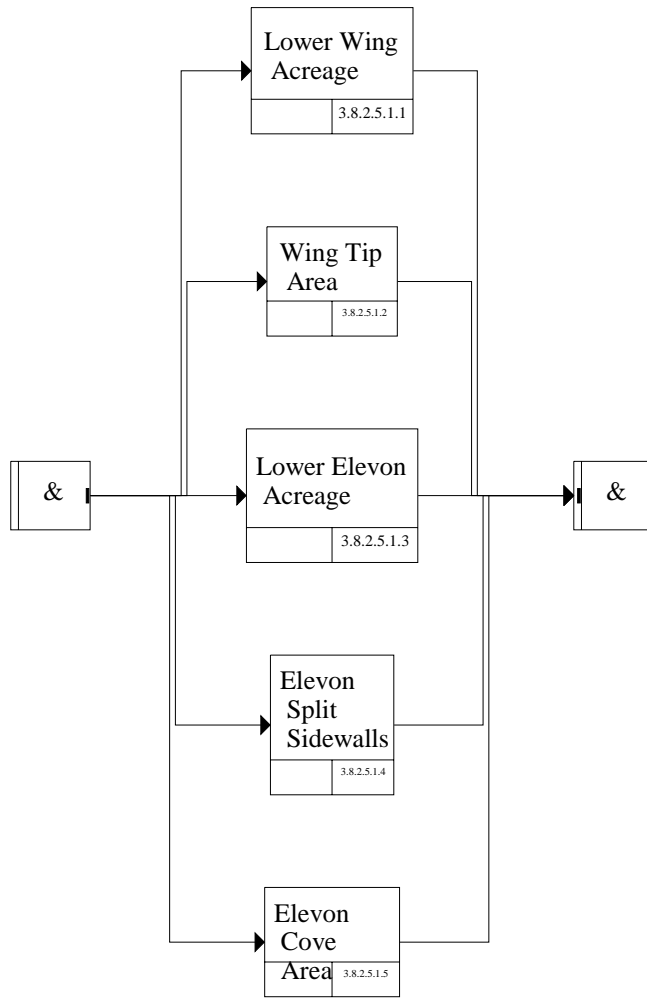 Lower Wing
Acreage
3.8.2.5.1.1
Wing Tip
Area
3.8.2.5.1.2
&
Lower Elevon
Acreage
3.8.2.5.1.3
&
Elevon
Split
Sidewalls
3.8.2.5.1.4
Elevon
Cove
Area
3.8.2.5.1.5